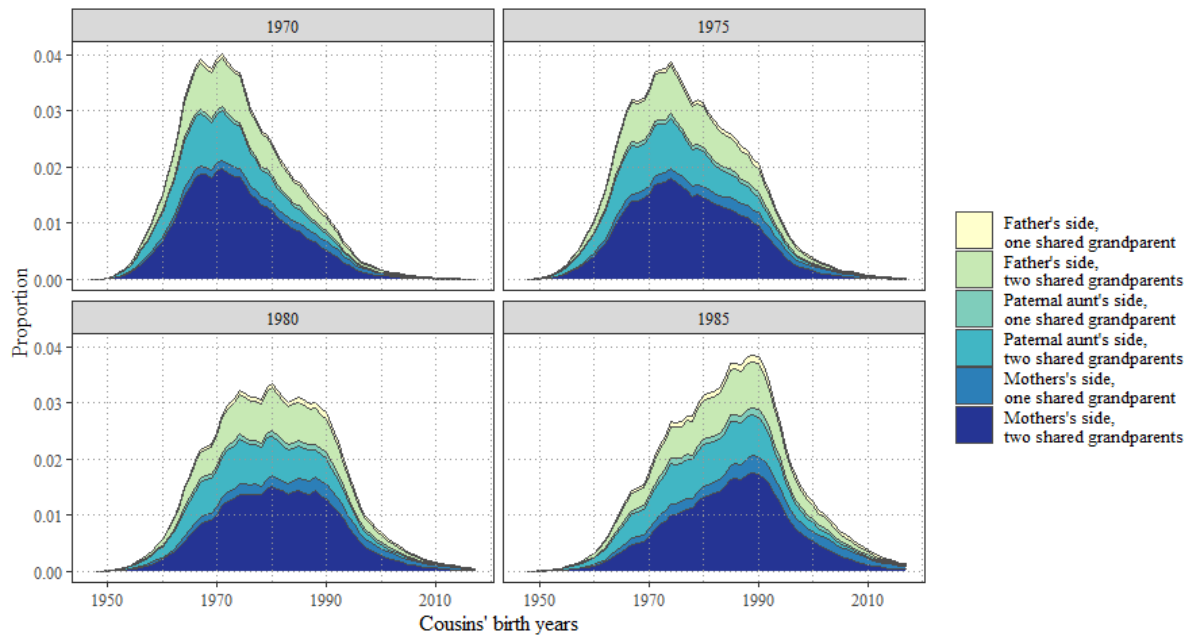 1970
1975
0.04
0.03
0.02
0.01
0.00
1980
1985
0.04
0.03
0.02
0.01
0.00
Proportion
1950
1970
1990
2010
1950
1970
1990
2010
Cousins' birth years
Father's side,
one shared grandparent
Father's side,
two shared grandparents
Paternal aunt's side,
one shared grandparent
Paternal aunt's side,
two shared grandparents
Mothers's side,
one shared grandparent
Mothers's side,
two shared grandparents